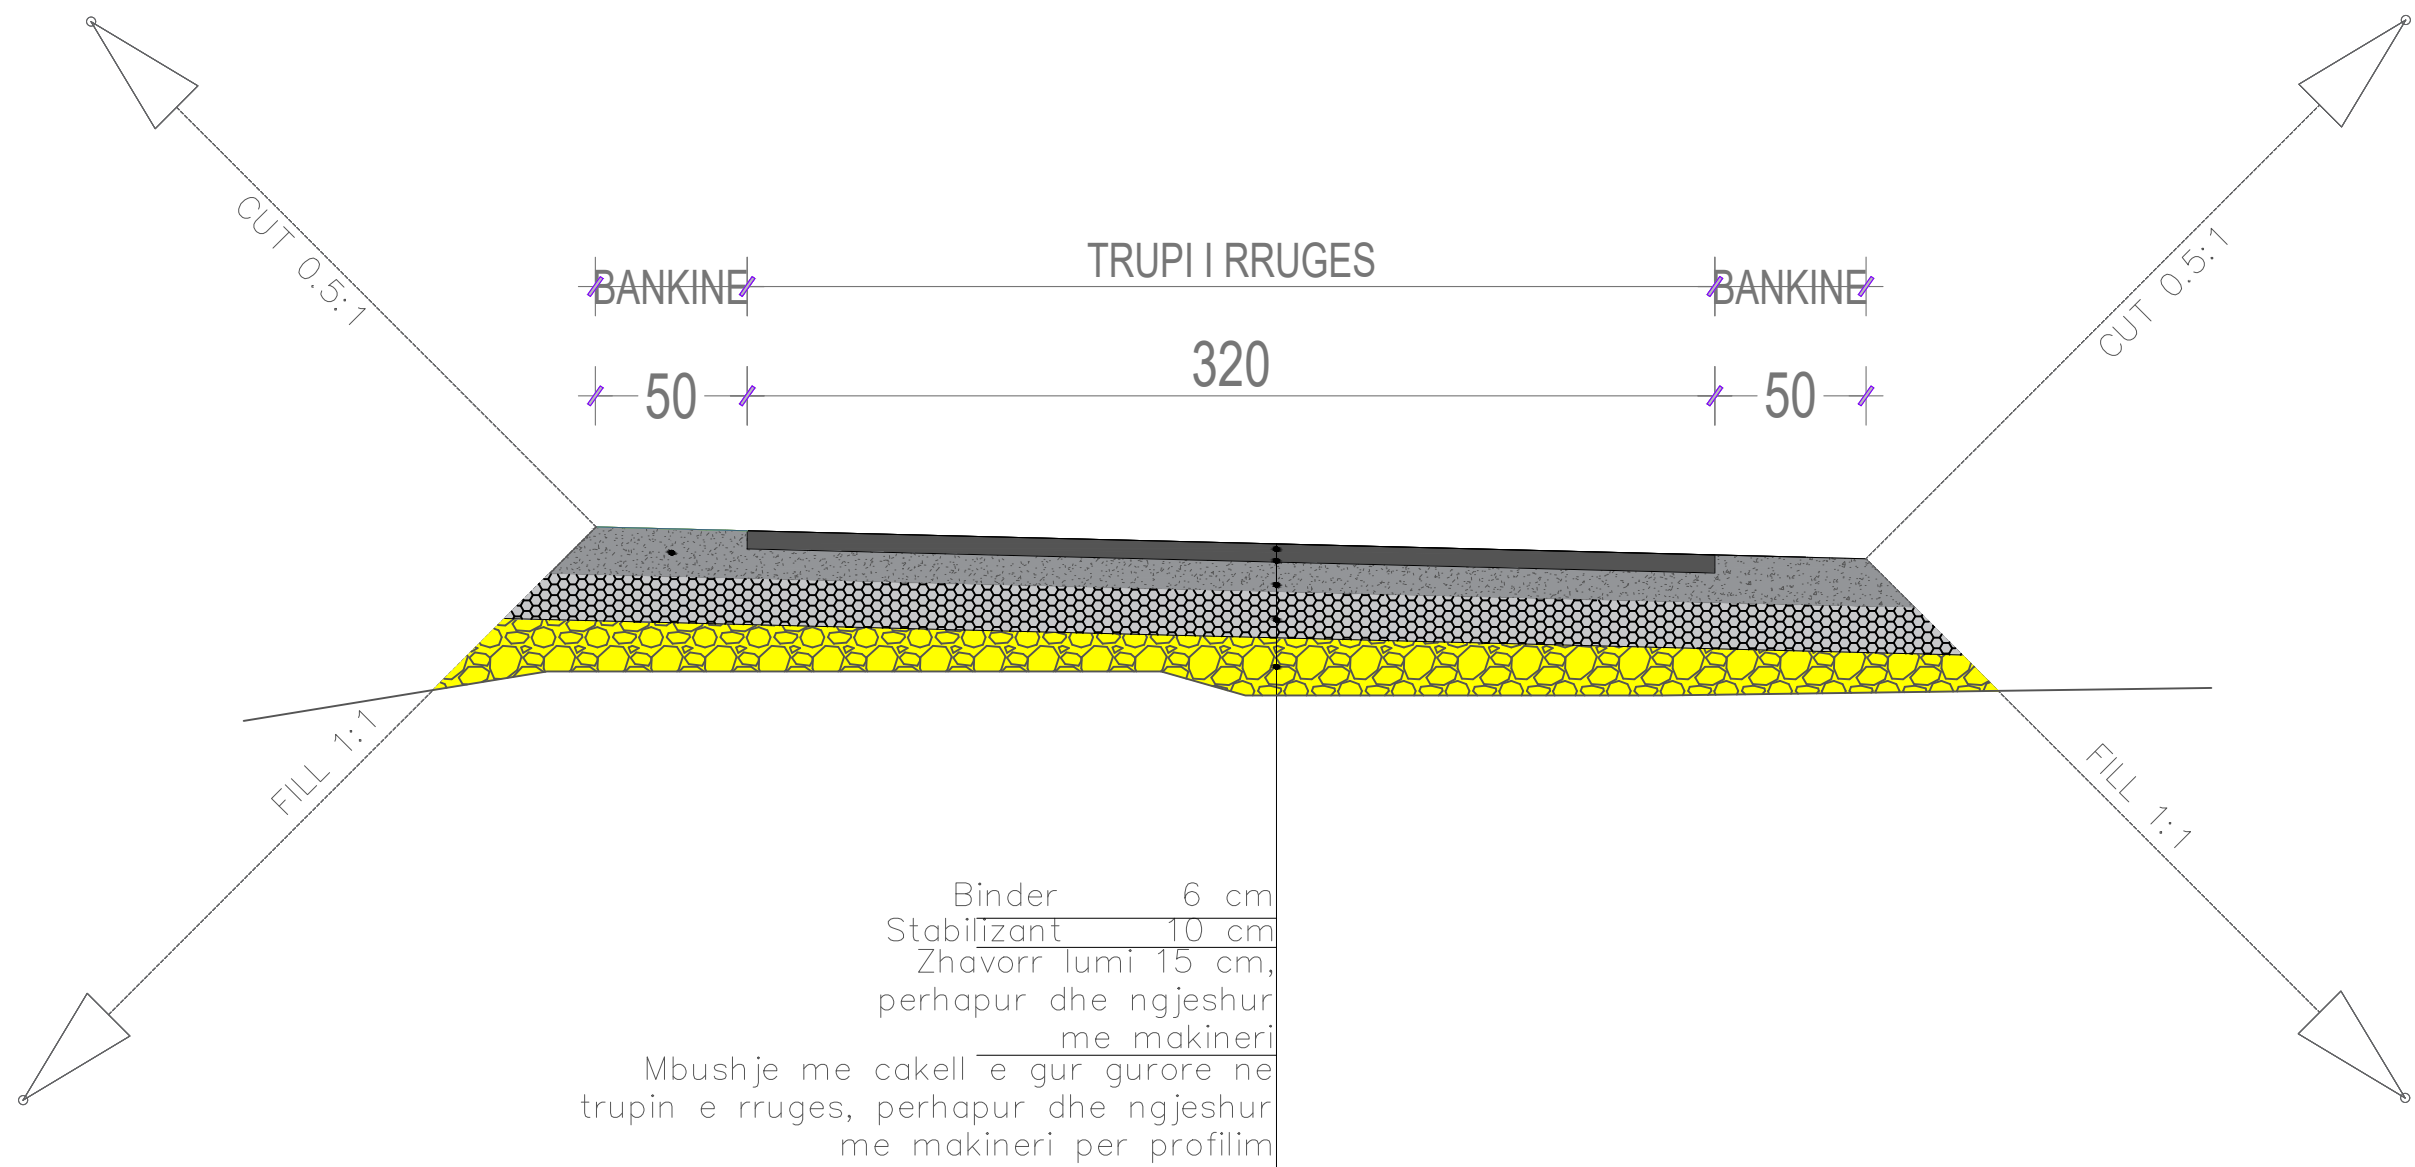 CUT 0.5:1
CUT 0.5:1
BANKINE
TRUPI I RRUGES
BANKINE
50
320
50
FILL 1:1
FILL 1:1
Binder 6 cm
Stabilizant 10 cm
Zhavorr lumi 15 cm,
perhapur dhe ngjeshur
me makineri
Mbushje me cakell e gur gurore ne
trupin e rruges, perhapur dhe ngjeshur
me makineri per profilim